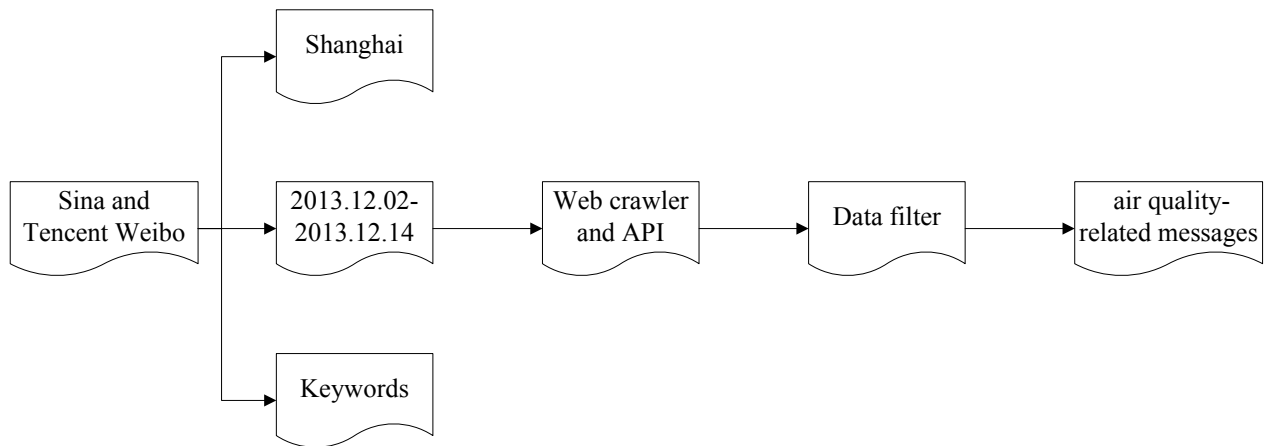 Shanghai
Sina and
Tencent Weibo
2013.12.02-
2013.12.14
Web crawler
and API
Data filter
air quality-
related messages
Keywords